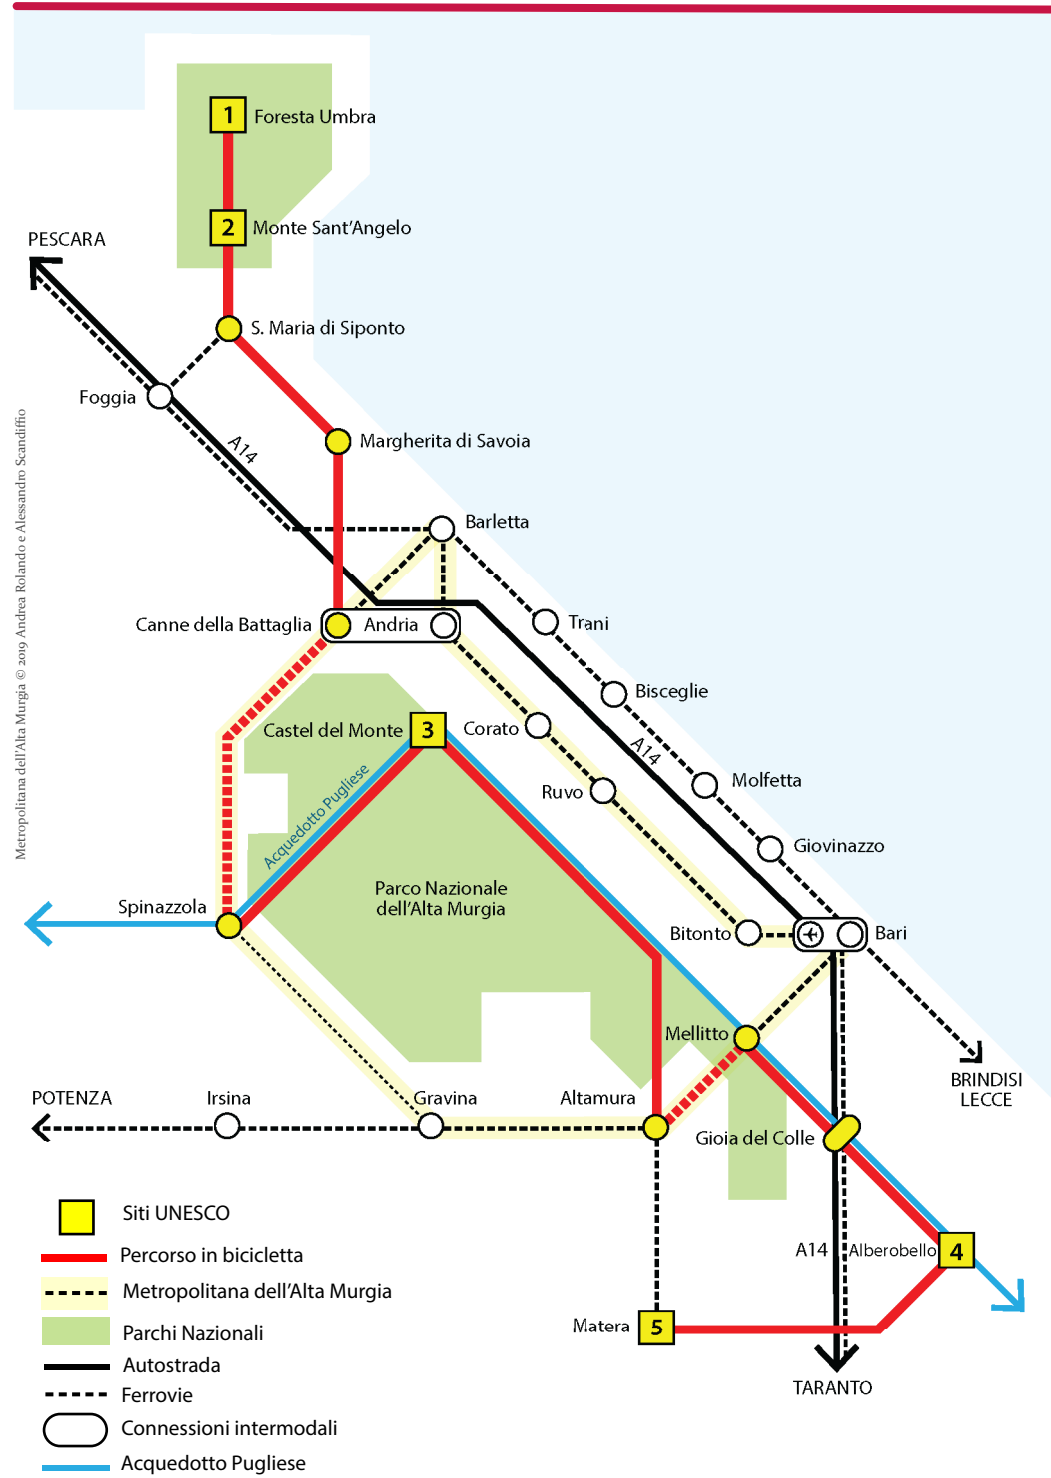 1
Foresta Umbra
2
Monte Sant'Angelo
PESCARA
S. Maria di Siponto
Foggia
A14
Margherita di Savoia
Barletta
Canne della Battaglia
Andria
Trani
Bisceglie
Castel del Monte
3
Corato
A14
Molfetta
Ruvo
Acquedotto Pugliese
Giovinazzo
Parco Nazionale
dell'Alta Murgia
Spinazzola
Bitonto
Bari
Mellitto
BRINDISI
LECCE
POTENZA
Irsina
Gravina
Altamura
Gioia del Colle
A14
Alberobello
4
Matera
5
TARANTO
Siti UNESCO
Percorso in bicicletta
Metropolitana dell'Alta Murgia
Parchi Nazionali
Autostrada
Ferrovie
Connessioni intermodali
Acquedotto Pugliese
Metropolitana dell'Alta Murgia © 2019 Andrea Rolando e Alessandro Scandiffio